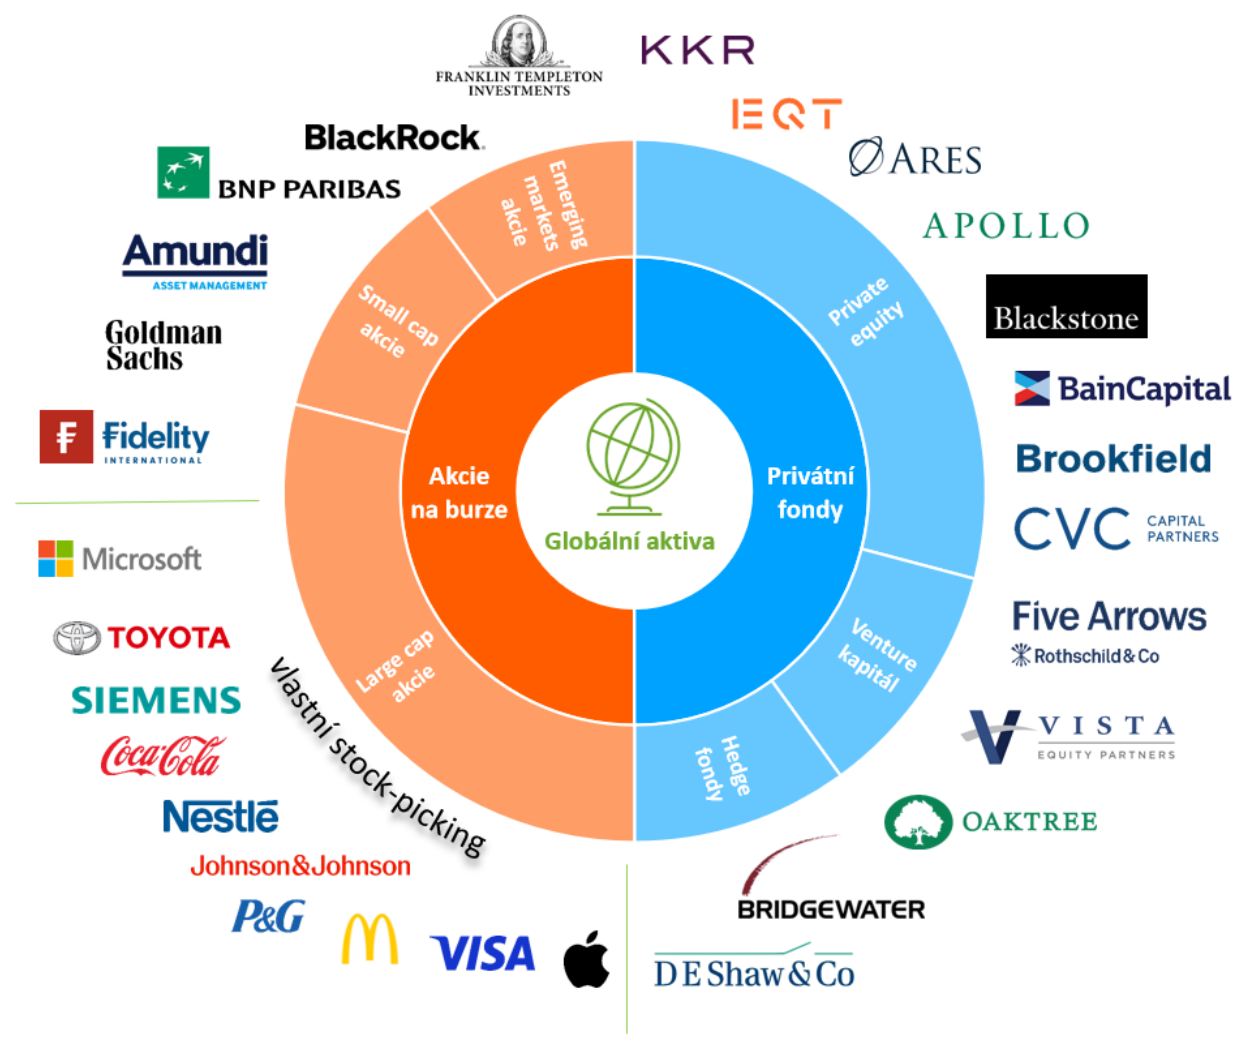 FRANKLIN TEMPLETON
INVESTMENTS
KKR
EQT
BlackRock.
ARES
BNP PARIBAS
APOLLO
Amundi
ASSET MANAGEMENT
Blackstone
Goldman
Sachs
BainCapital
Fidelity
INTERNATIONAL
Brookfield
CVC CAPITAL
PARTNERS
Microsoft
Five Arrows
Rothschild & Co
TOYOTA
SIEMENS
VISTA
EQUITY PARTNERS
Coca-Cola
Nestlé
OAKTREE
Johnson&Johnson
P&G
BRIDGEWATER
VISA
DE Shaw & Co
Emerging
markets
akcie
Small cap
akcie
Large cap
akcie
vlastní stock-picking
Akcie
na burze
Globální aktiva
Privátní
fondy
Private
equity
Venture
kapitál
Hedge
fondy